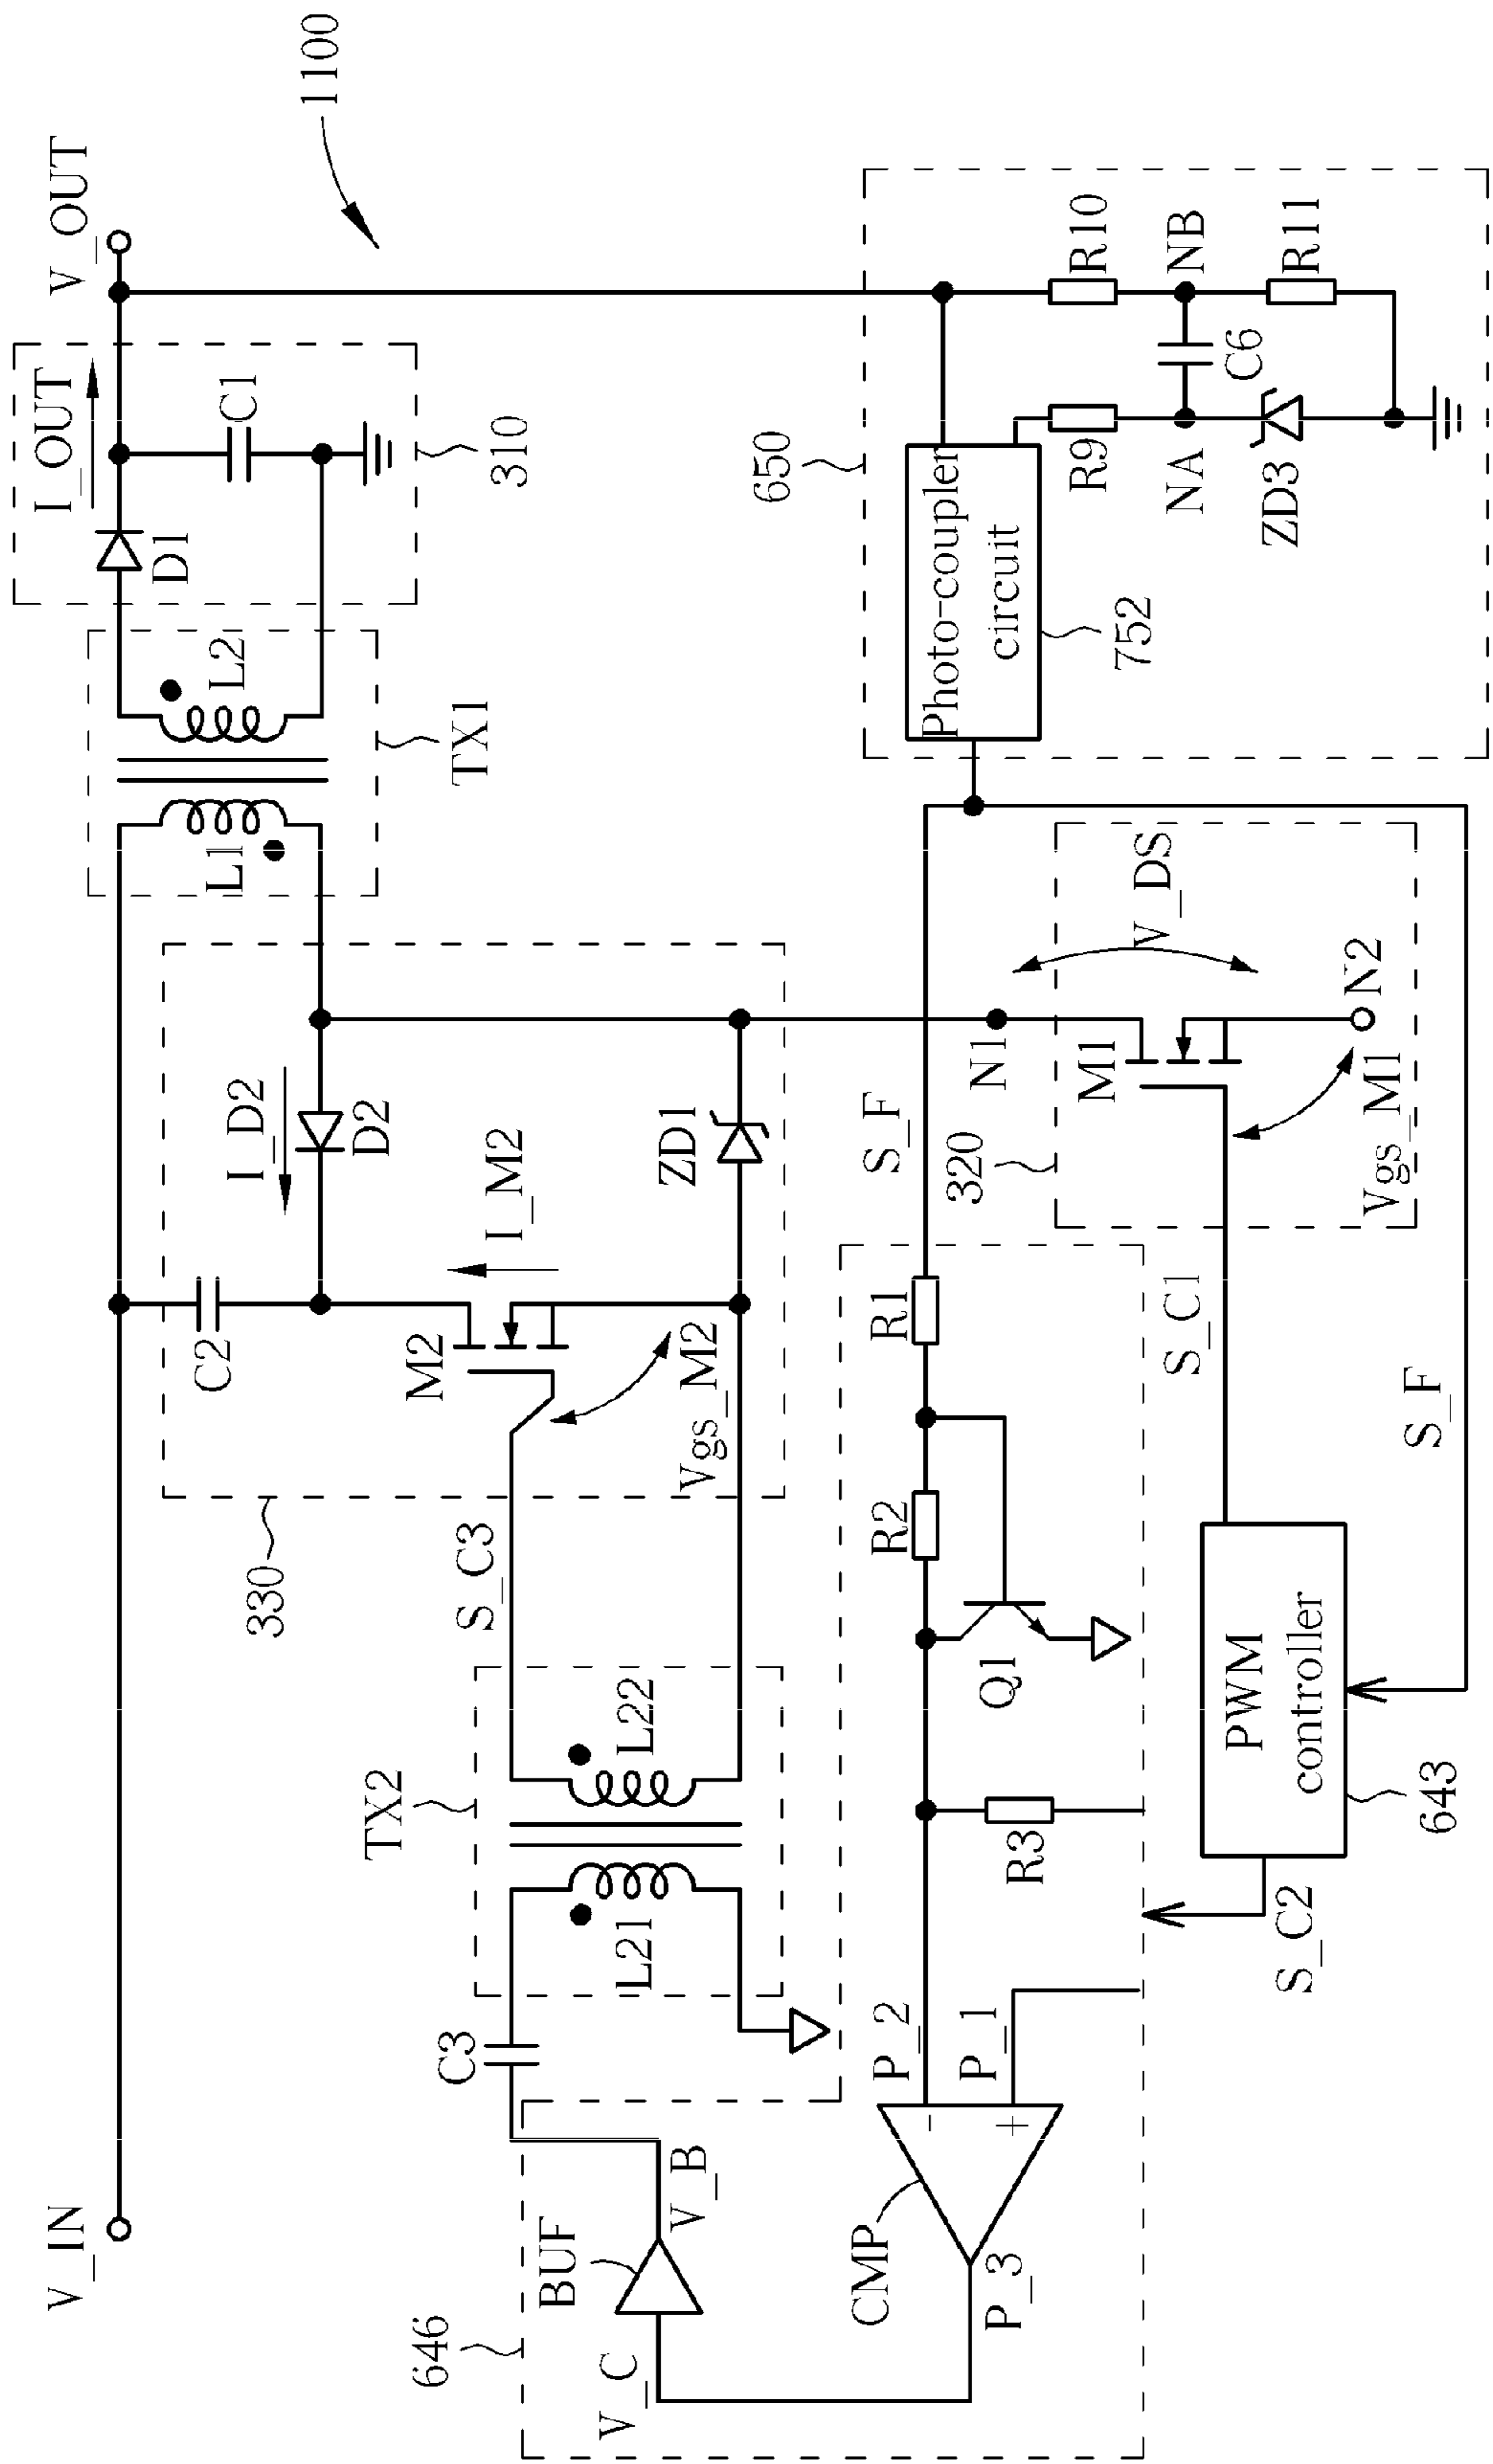 1100
V_IN
V_OUT
I_OUT
D1
C1
310
L1
L2
TX1
C2
I_D2
D2
M2
I_M2
Vgs_M2
ZD1
330
S_C3
TX2
L21
L22
C3
646
BUF
V_B
V_C
CMP
P_3
P_2
P_1
-
+
R3
Q1
R2
R1
S_F
320
N1
M1
V_DS
N2
Vgs_M1
S_C1
S_F
PWM
controller
643
S_C2
650
Photo-coupler
circuit
752
R9
NA
ZD3
C6
R10
NB
R11